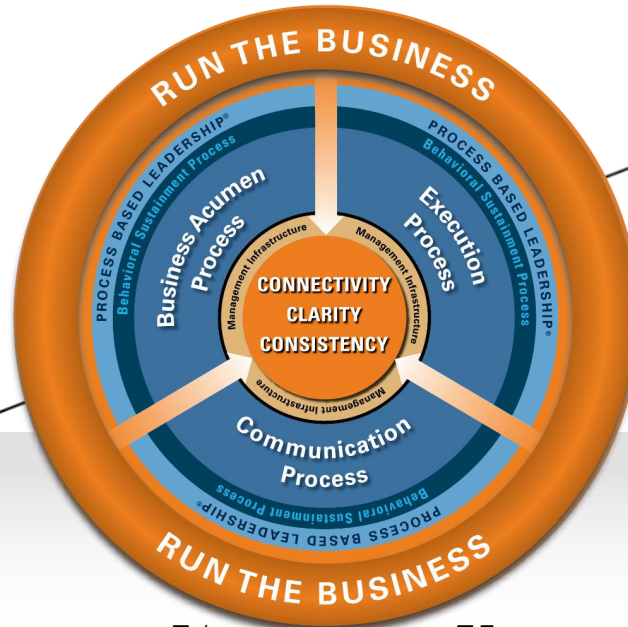 RUN THE BUSINESS
PROCESS BASED LEADERSHIP®
Behavioral Sustainment Process
PROCESS BASED LEADERSHIP®
Behavioral Sustainment Process
Business Acumen
Process
Execution
Process
Management Infrastructure
Management Infrastructure
CONNECTIVITY
CLARITY
CONSISTENCY
Management Infrastructure
Communication
Process
Behavioral Sustainment Process
PROCESS BASED LEADERSHIP®
RUN THE BUSINESS